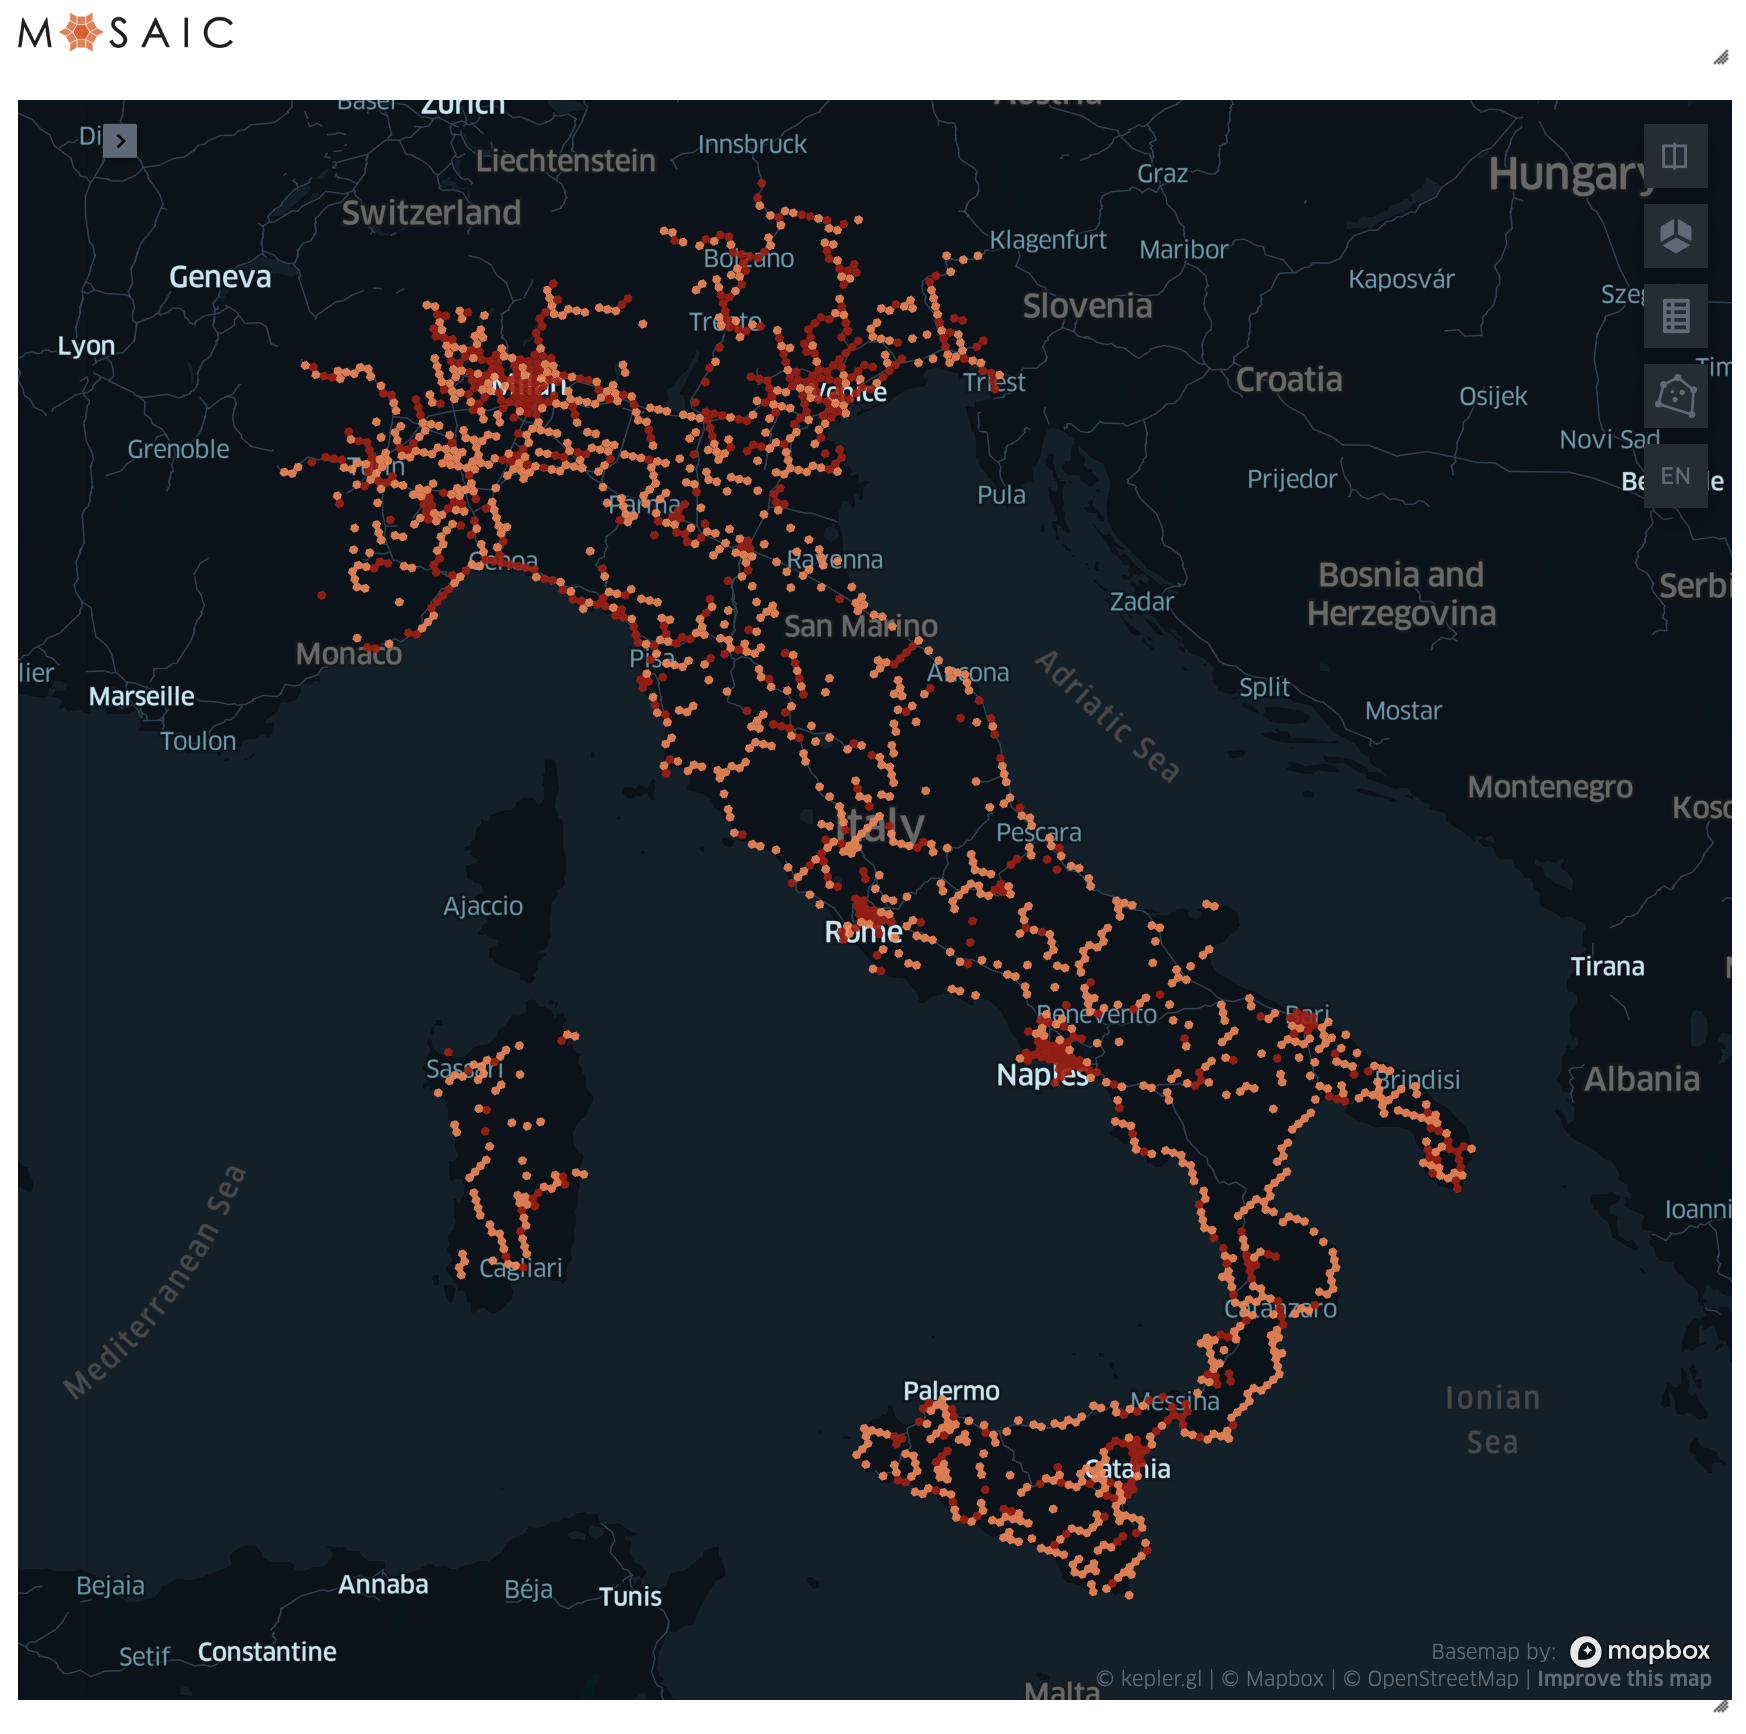 MOSAIC
Basel
Zürich
Austria
Di
Innsbruck
Liechtenstein
Graz
Hungary
Switzerland
Klagenfurt
Maribor
Bolzano
Geneva
Kaposvár
Szeg
Slovenia
Trento
Lyon
Tim
Croatia
Triest
Milan
Venice
Osijek
Novi Sad
Grenoble
Turin
Prijedor
EN
Pula
Parma
Genoa
Ravenna
Bosnia and
Herzegovina
Serbi
Zadar
San Marino
Monaco
Pisa
Ancona
lier
Marseille
Adriatic Sea
Split
Mostar
Toulon
Montenegro
Koso
Italy
Pescara
Ajaccio
Rome
Tirana
Benevento
Bari
Sassari
Naples
Brindisi
Albania
Mediterranean Sea
Ioanni
Cagliari
Catanzaro
Palermo
Messina
Ionian
Sea
Catania
Bejaia
Annaba
Béja
Tunis
Setif
Constantine
Basemap by: mapbox
© kepler.gl | © Mapbox | © OpenStreetMap | Improve this map
Malta